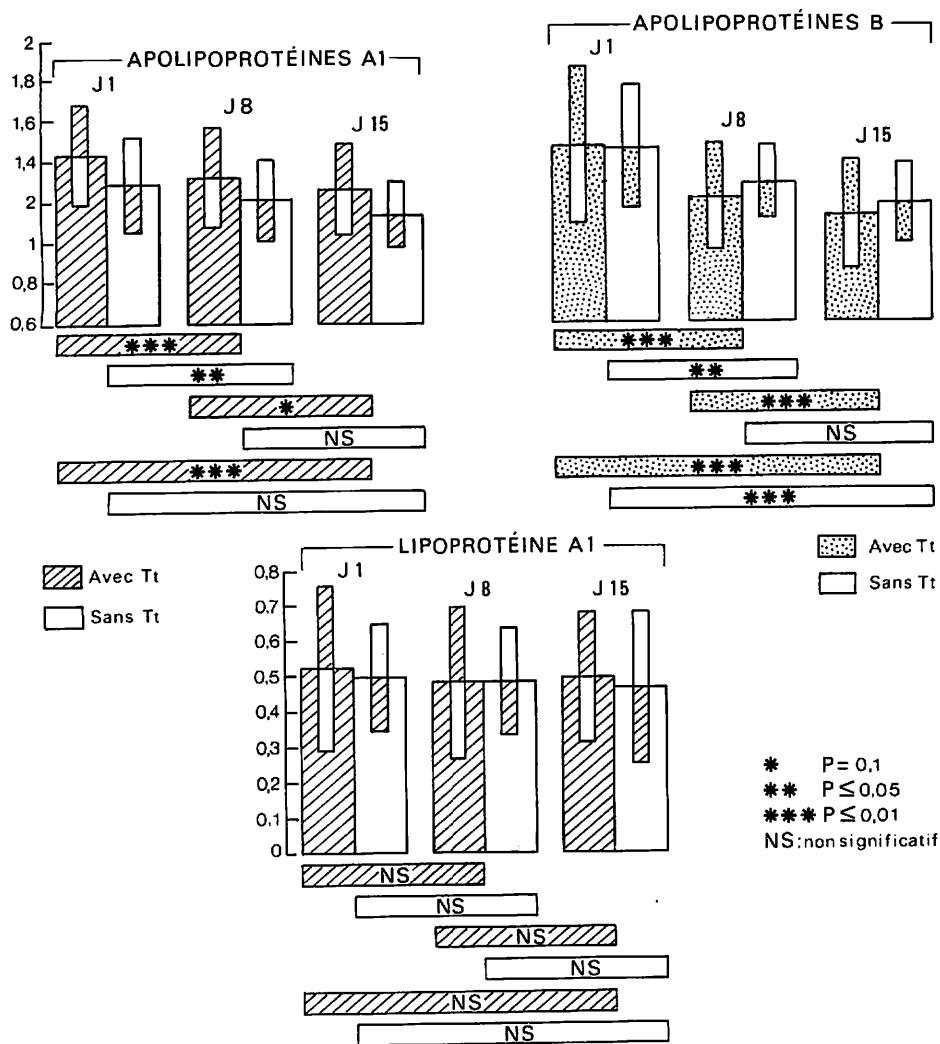 APOLIPOPROTÉINES A1
J1
J8
J15
2
1,8
1,6
1,4
2
1
0,8
0,6
***
**
*
NS
***
NS
APOLIPOPROTÉINES B
J1
J8
J15
***
**
***
NS
***
***
Avec Tt
Sans Tt
Avec Tt
Sans Tt
LIPOPROTÉINE A1
J1
J8
J15
0,8
0.7
0,6
0,5
0,4
0,3
0,2
0.1
0
NS
NS
NS
NS
NS
NS
* P= 0,1
** P≤0,05
*** P≤0,01
NS:non significatif